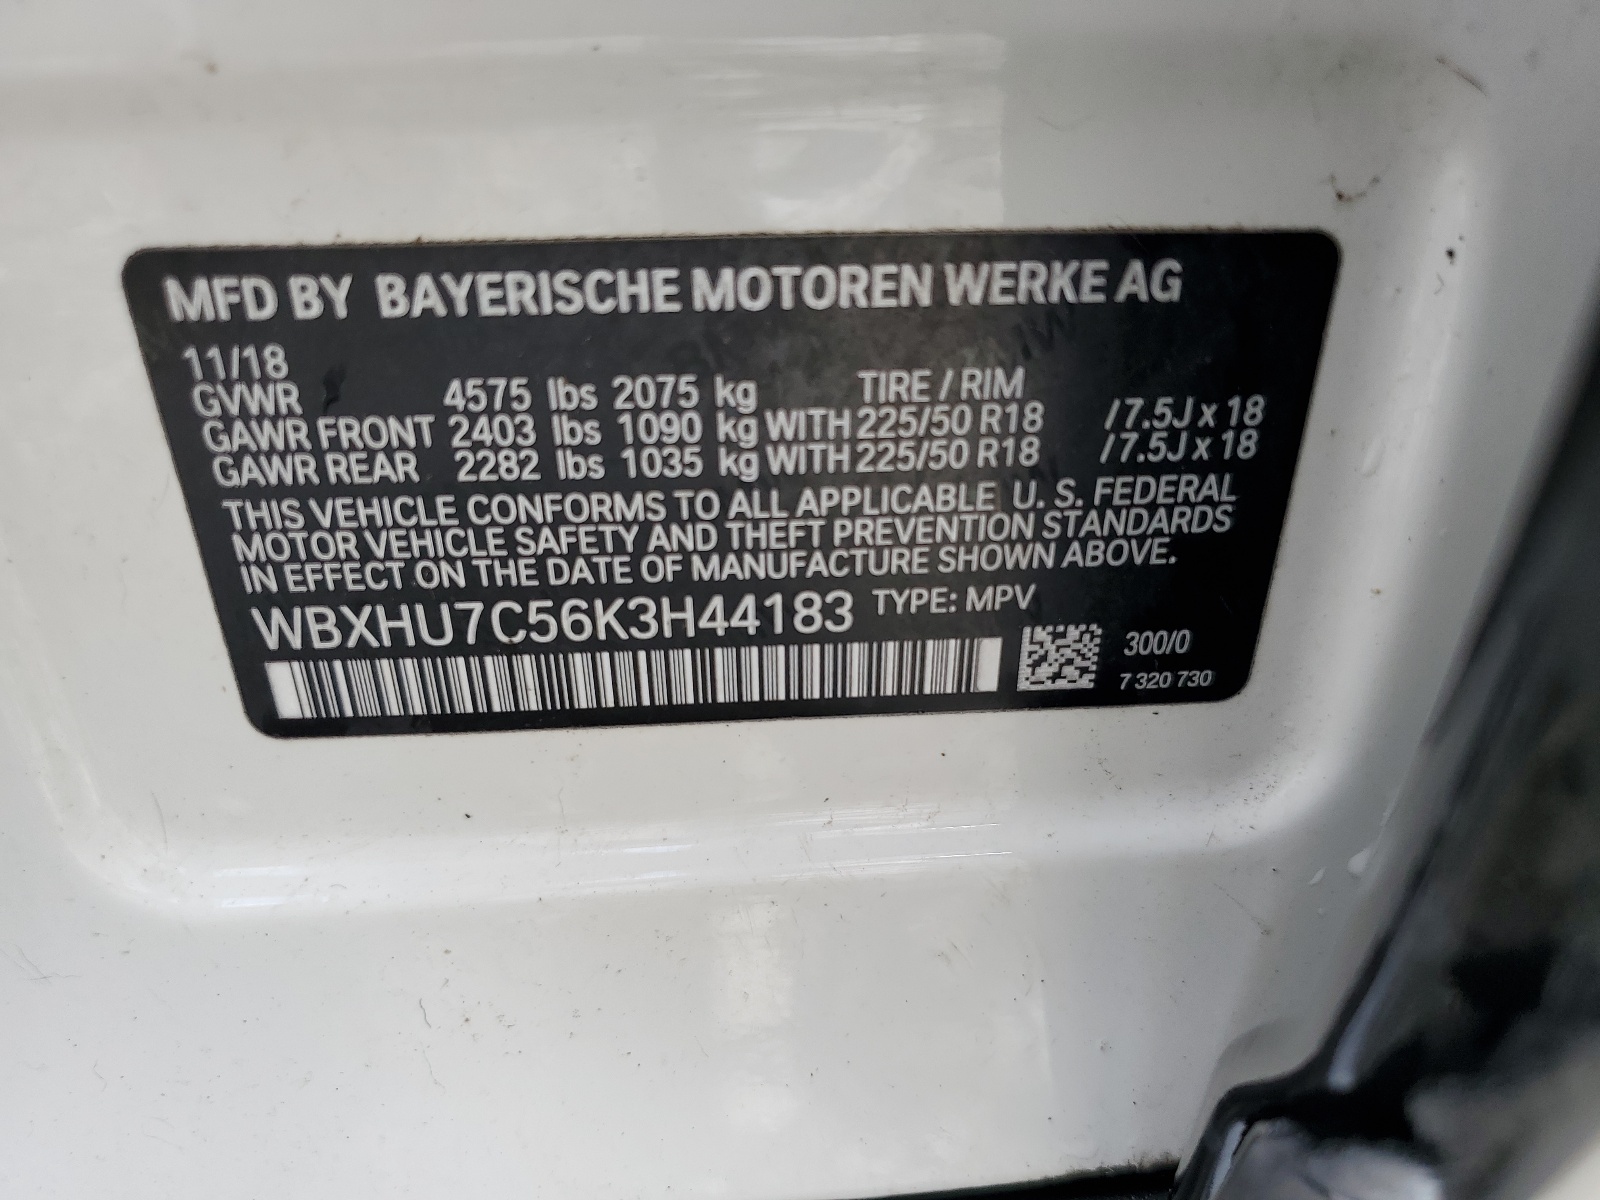 MFD BY BAYERISCHE MOTOREN WERKE AG
11/18
GVWR 4575 lbs 2075 kg TIRE / RIM
GAWR FRONT 2403 lbs 1090 kg WITH 225/50 R18 /7.5J x 18
GAWR REAR 2282 lbs 1035 kg WITH 225/50 R18 /7.5J x 18
THIS VEHICLE CONFORMS TO ALL APPLICABLE U. S. FEDERAL
MOTOR VEHICLE SAFETY AND THEFT PREVENTION STANDARDS
IN EFFECT ON THE DATE OF MANUFACTURE SHOWN ABOVE.
WBXHU7C56K3H44183 TYPE: MPV
300/0
7 320 730